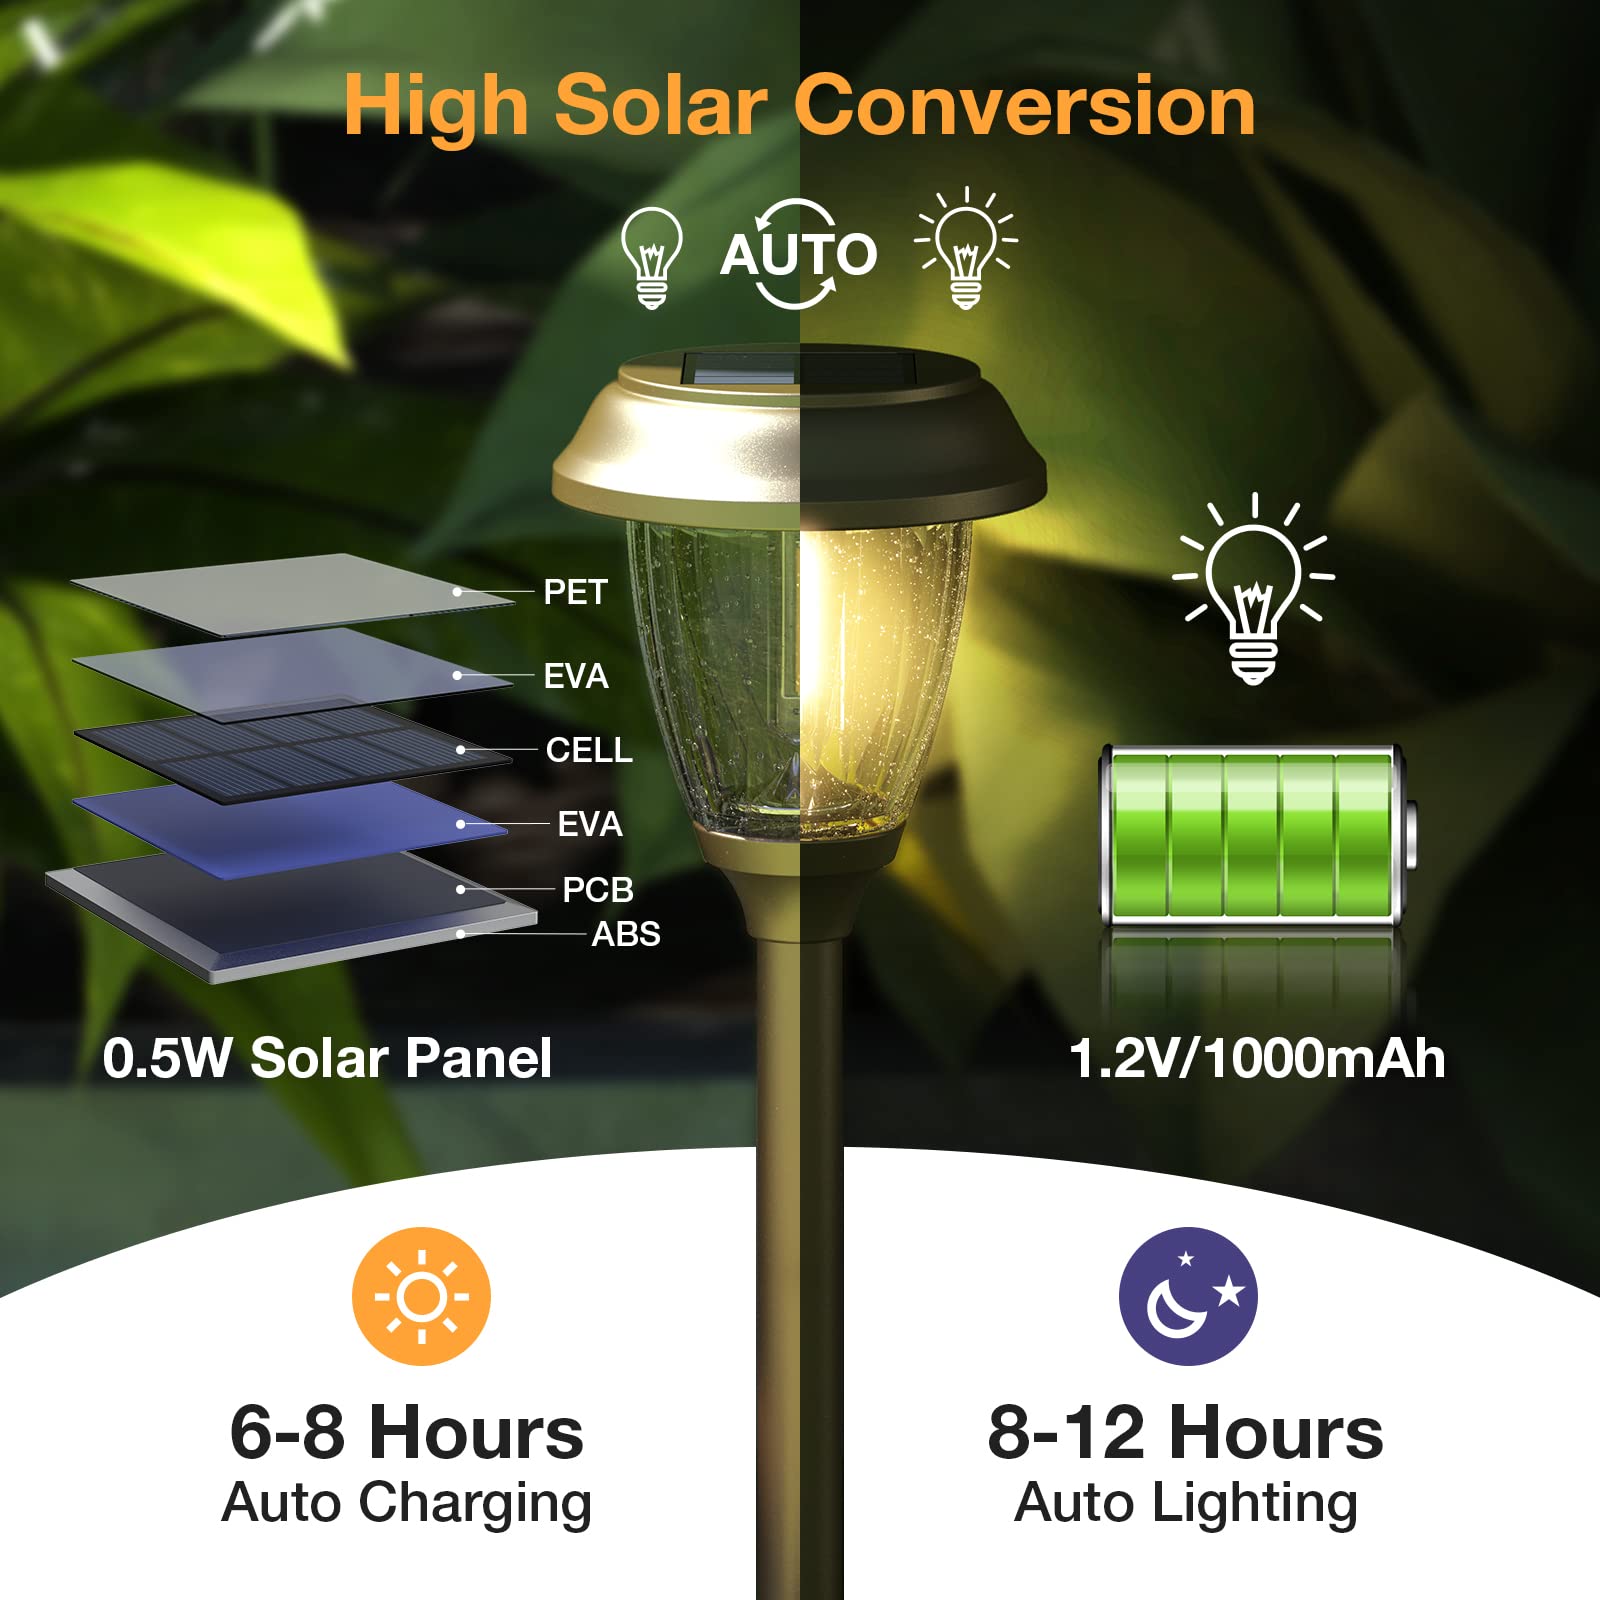 High Solar Conversion
AUTO
PET
EVA
CELL
EVA
PCB
ABS
0.5W Solar Panel
1.2V/1000mAh
6-8 Hours
Auto Charging
8-12 Hours
Auto Lighting